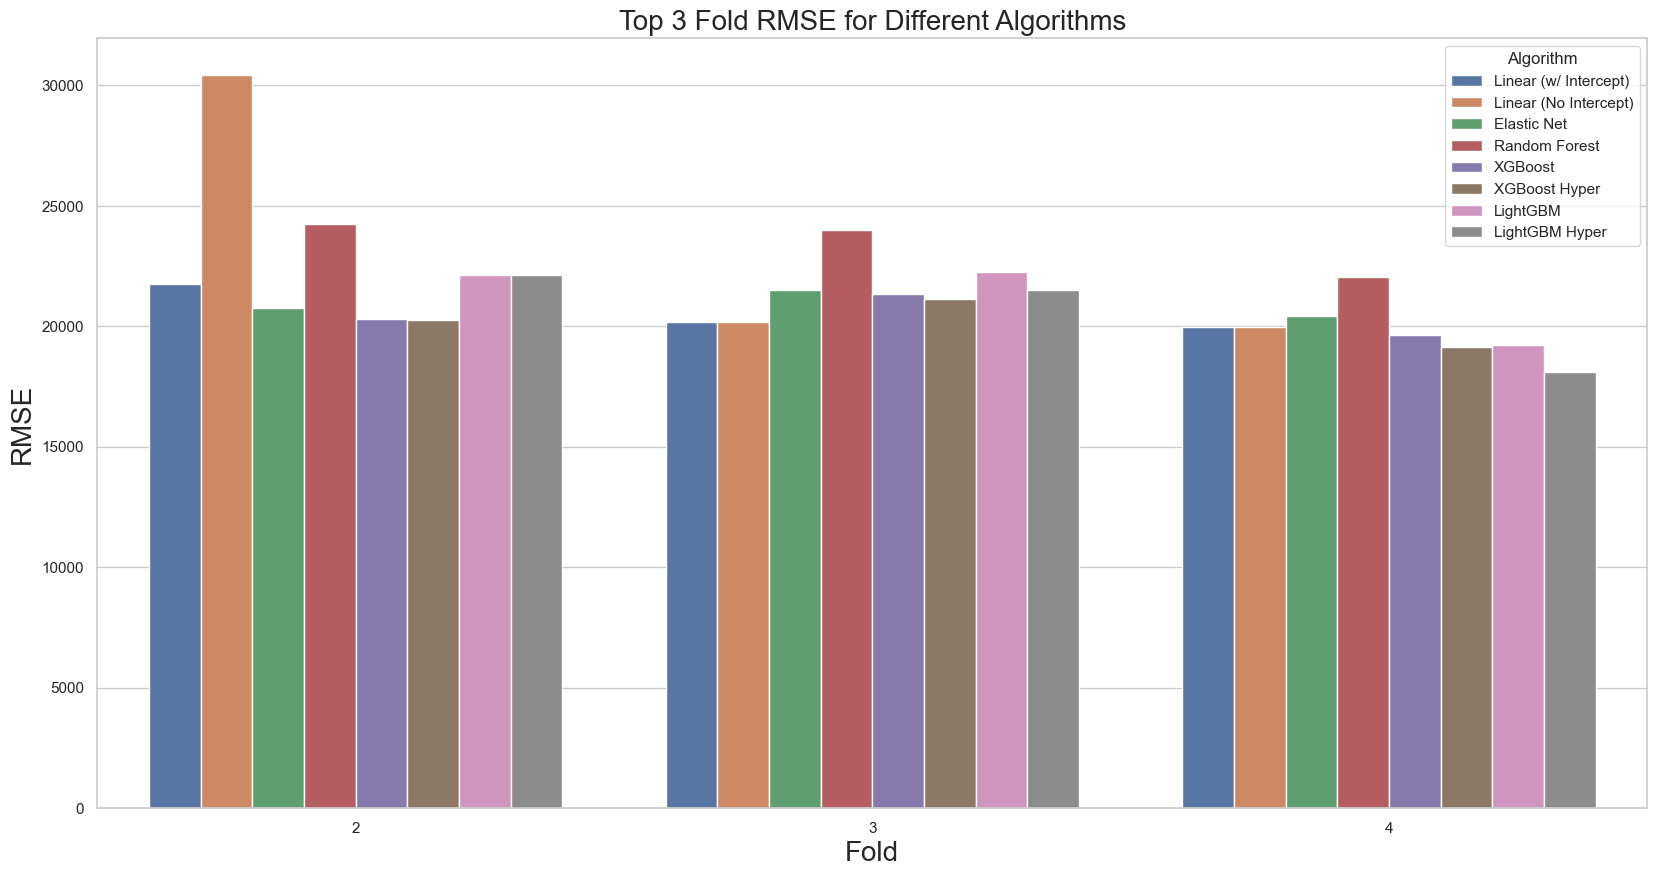 Top 3 Fold RMSE for Different Algorithms
Algorithm
Linear (w/ Intercept)
Linear (No Intercept)
Elastic Net
Random Forest
XGBoost
XGBoost Hyper
LightGBM
LightGBM Hyper
RMSE
30000
25000
20000
15000
10000
5000
0
2 3 4
Fold